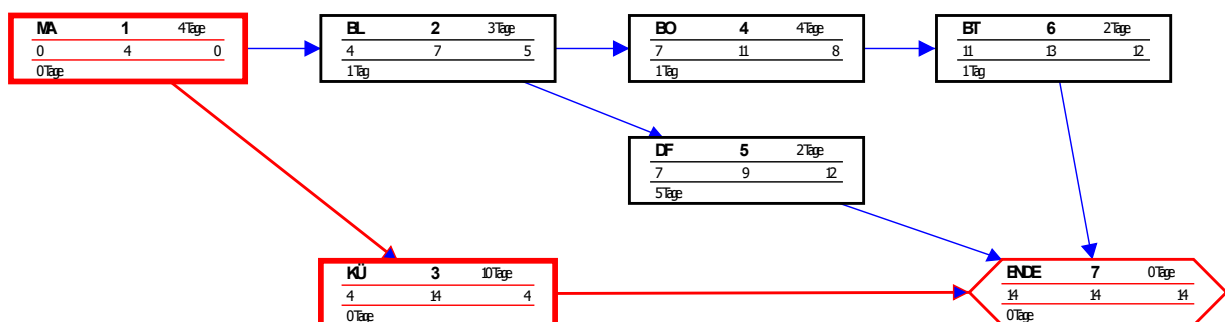 MA 1 4 Tage
0 4 0
0 Tage
BL 2 3 Tage
4 7 5
1 Tag
BO 4 4 Tage
7 11 8
1 Tag
BT 6 2 Tage
11 13 12
1 Tag
DF 5 2 Tage
7 9 12
5 Tage
KÜ 3 10 Tage
4 14 4
0 Tage
ENDE 7 0 Tage
14 14 14
0 Tage